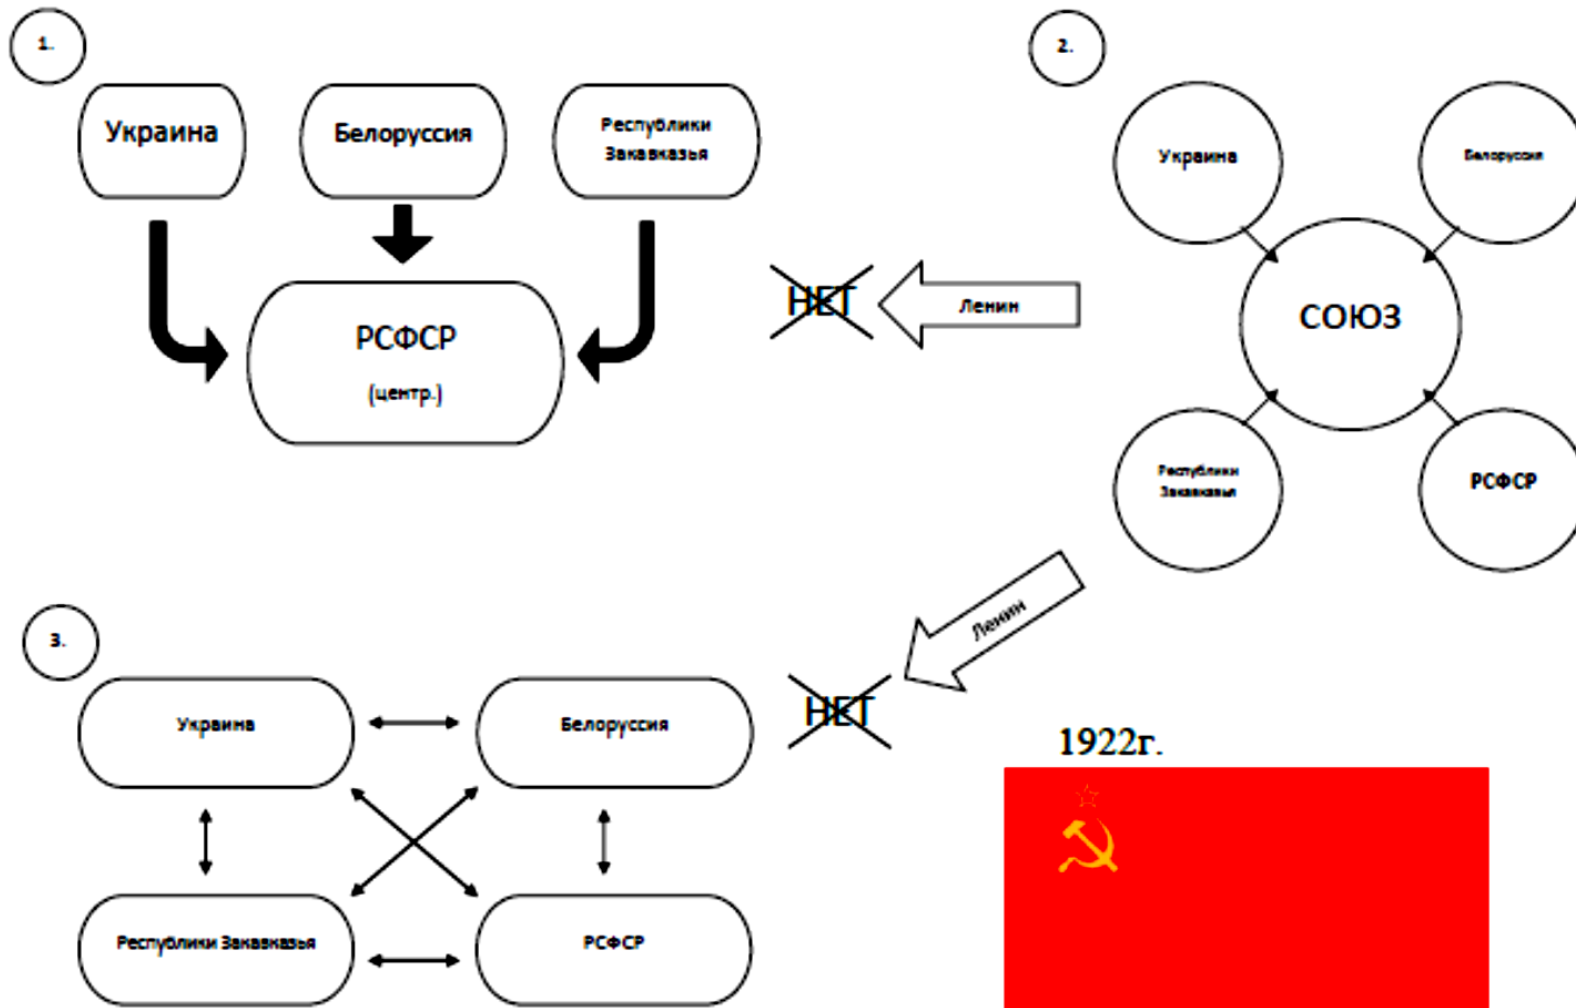 1.
Украина
Белоруссия
Республики
Закавказья
РСФСР
(центр.)
НЕТ
Ленин
2.
Украина
Белоруссия
СОЮЗ
Республики
Закавказья
РСФСР
Ленин
3.
Украина
Белоруссия
НЕТ
Республики Закавказья
РСФСР
1922г.